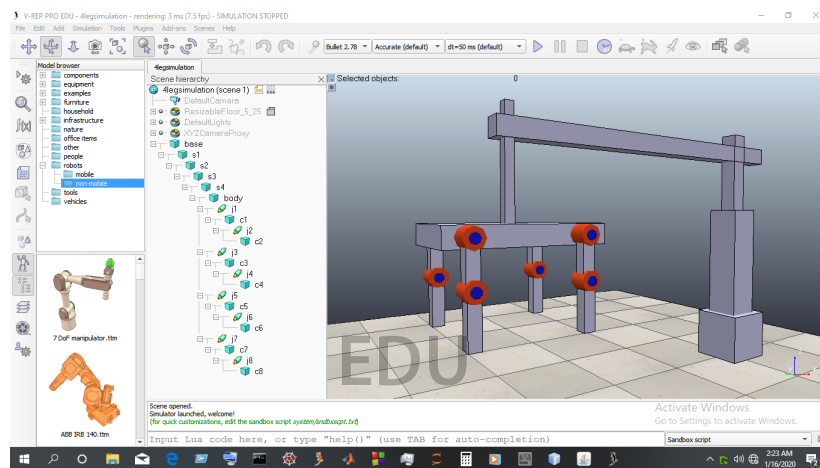 V-REP PRO EDU - 4legsimulation - rendering: 3 ms (7.5 fps) - SIMULATION STOPPED
File Edit Add Simulation Tools Plugins Add-ons Scenes Help
Bullet 2.78 Accurate (default) dt=50 ms (default)
Model browser
components
equipment
examples
furniture
household
infrastructure
nature
office items
other
people
robots
mobile
non-mobile
tools
vehicles
7 DoF manipulator.ttm
ABB IRB 140.ttm
4legsimulation
Scene hierarchy
4legsimulation (scene 1)
DefaultCamera
ResizableFloor_5_25
DefaultLights
XYZCameraProxy
base
s1
s2
s3
s4
body
j1
c1
j2
c2
j3
c3
j4
c4
j5
c5
j6
c6
j7
c7
j8
c8
Selected objects: 0
EDU
Scene opened.
Simulator launched, welcome!
(for quick customizations, edit the sandbox script system/sndbxscpt.txt)
Activate Windows
Go to Settings to activate Windows.
Input Lua code here, or type "help()" (use TAB for auto-completion)
Sandbox script
2:23 AM
1/16/2020